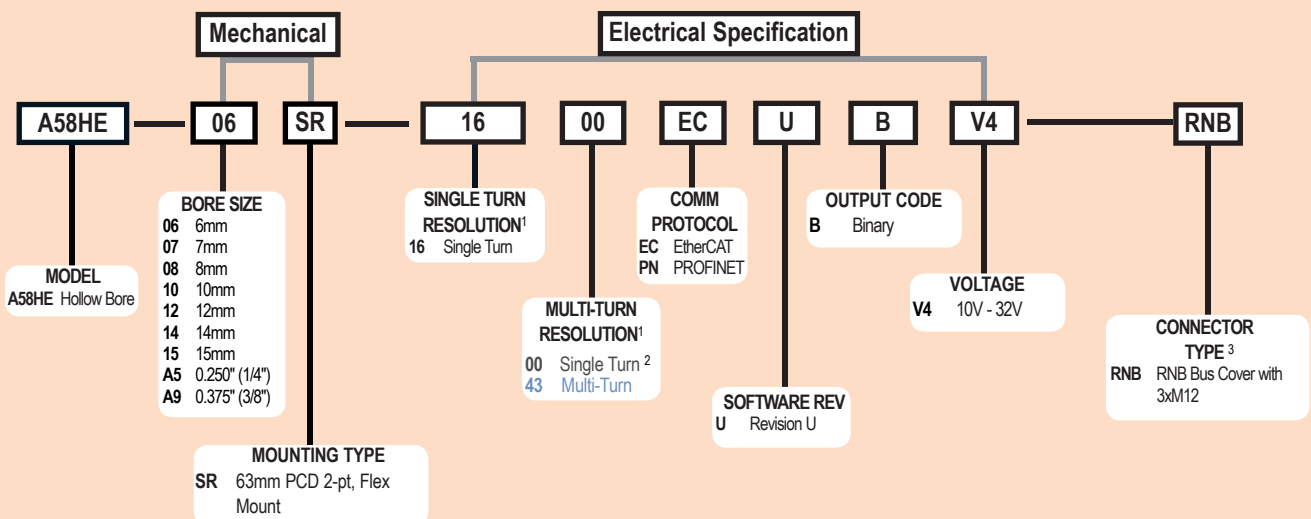 Mechanical
Electrical Specification
A58HE
06
SR
16
00
EC
U
B
V4
RNB
MODEL
A58HE Hollow Bore
BORE SIZE
06 6mm
07 7mm
08 8mm
10 10mm
12 12mm
14 14mm
15 15mm
A5 0.250" (1/4")
A9 0.375" (3/8")
MOUNTING TYPE
SR 63mm PCD 2-pt, Flex
Mount
SINGLE TURN
RESOLUTION¹
16 Single Turn
MULTI-TURN
RESOLUTION¹
00 Single Turn ²
43 Multi-Turn
COMM
PROTOCOL
EC EtherCAT
PN PROFINET
SOFTWARE REV
U Revision U
OUTPUT CODE
B Binary
VOLTAGE
V4 10V - 32V
CONNECTOR
TYPE ³
RNB RNB Bus Cover with
3xM12